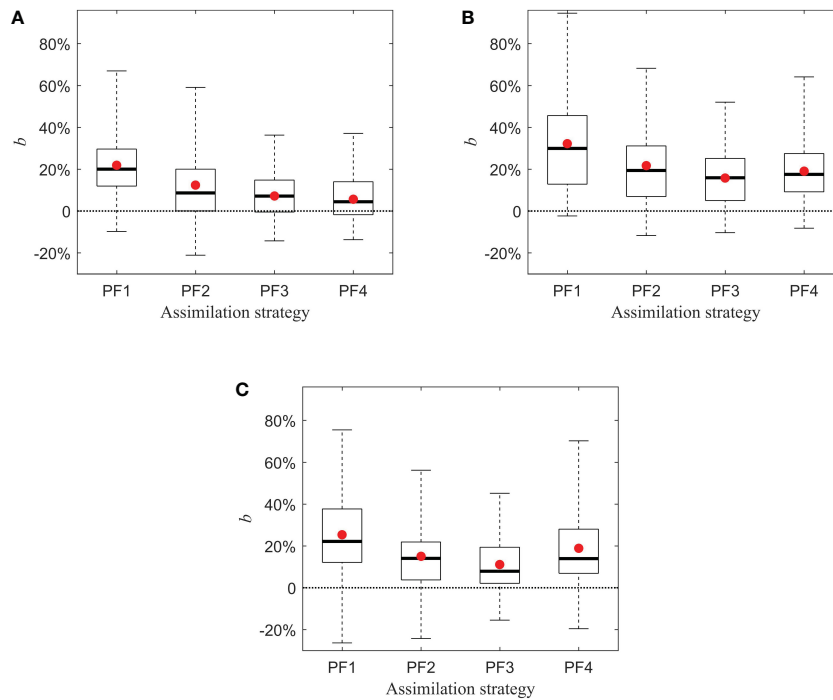 A
80%
60%
40%
20%
0
-20%
b
PF1 PF2 PF3 PF4
Assimilation strategy
B
80%
60%
40%
20%
0
-20%
b
PF1 PF2 PF3 PF4
Assimilation strategy
C
80%
60%
40%
20%
0
-20%
b
PF1 PF2 PF3 PF4
Assimilation strategy